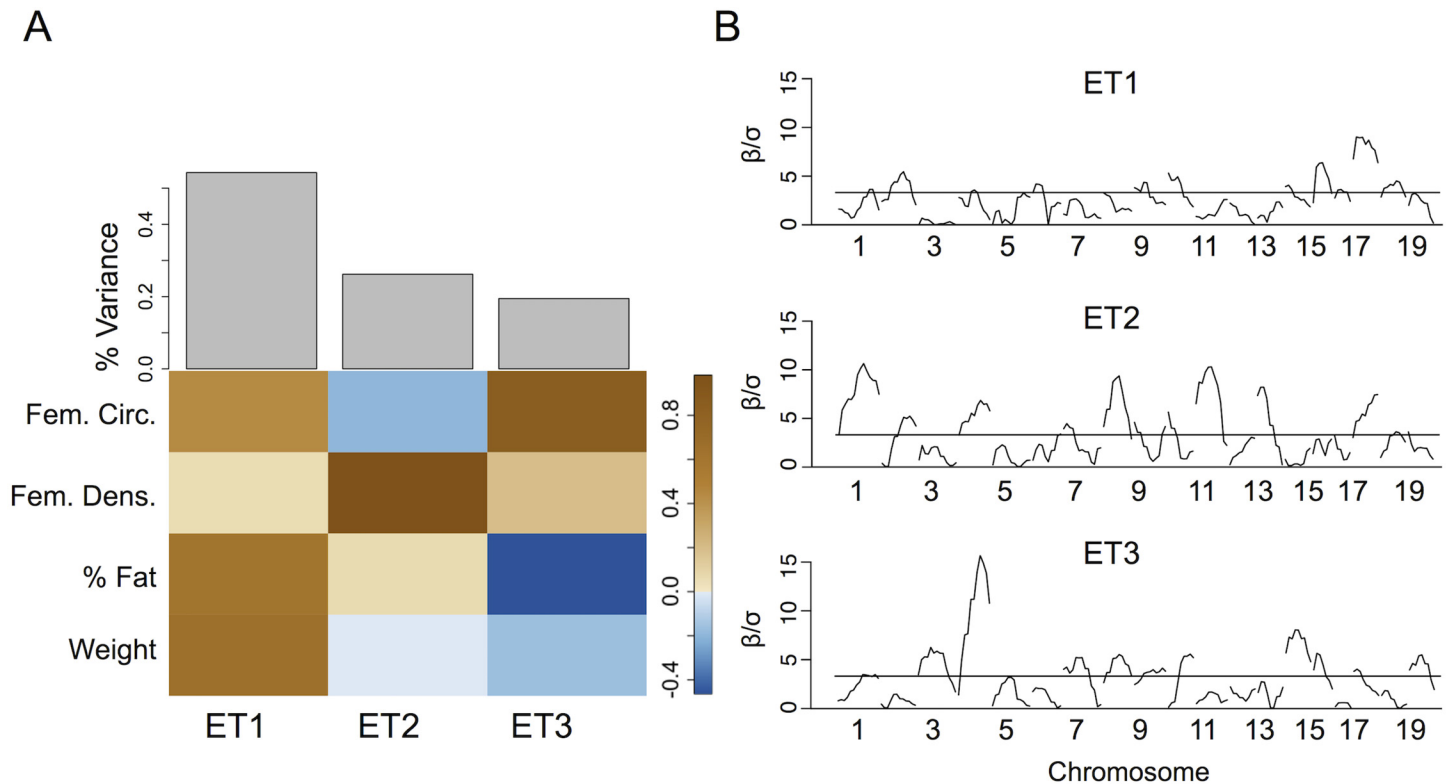 A
% Variance
0.0 0.2 0.4
Fem. Circ.
Fem. Dens.
% Fat
Weight
ET1 ET2 ET3
-0.4 0.0 0.4 0.8
B
ET1
β/σ
0 5 10 15
1 3 5 7 9 11 13 15 17 19
ET2
β/σ
0 5 10 15
1 3 5 7 9 11 13 15 17 19
ET3
β/σ
0 5 10 15
1 3 5 7 9 11 13 15 17 19
Chromosome